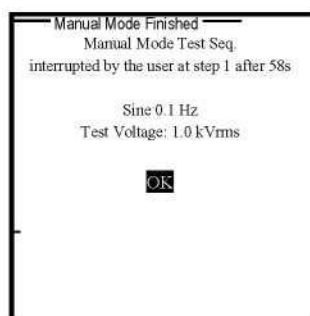 Manual Mode Finished
Manual Mode Test Seq.
interrupted by the user at step 1 after 58s
Sine 0.1 Hz
Test Voltage: 1.0 kVrms
OK